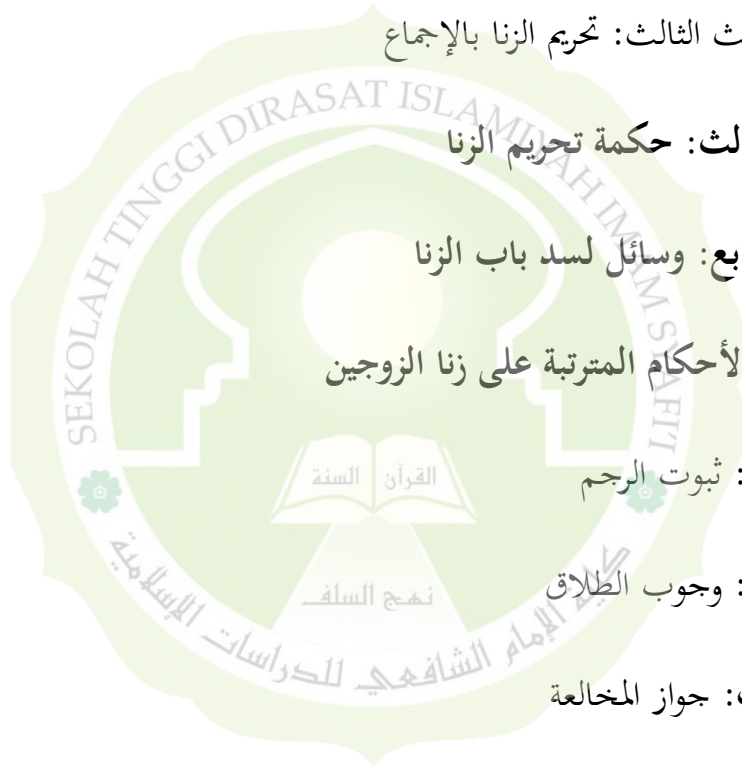 ث الثالث: تحريم الزنا بالإجماع
لث: حكمة تحريم الزنا
بع: وسائل لسد باب الزنا
لأحكام المترتبة على زنا الزوجين
: ثبوت الرجم
: وجوب الطلاق
: جواز المخالعة
SEKOLAH TINGGI DIRASAT ISLAMIYAH IMAM SYAFI'I
القرآن السنة
نهج السلف
كلية الإمام الشافعي للدراسات الإسلامية